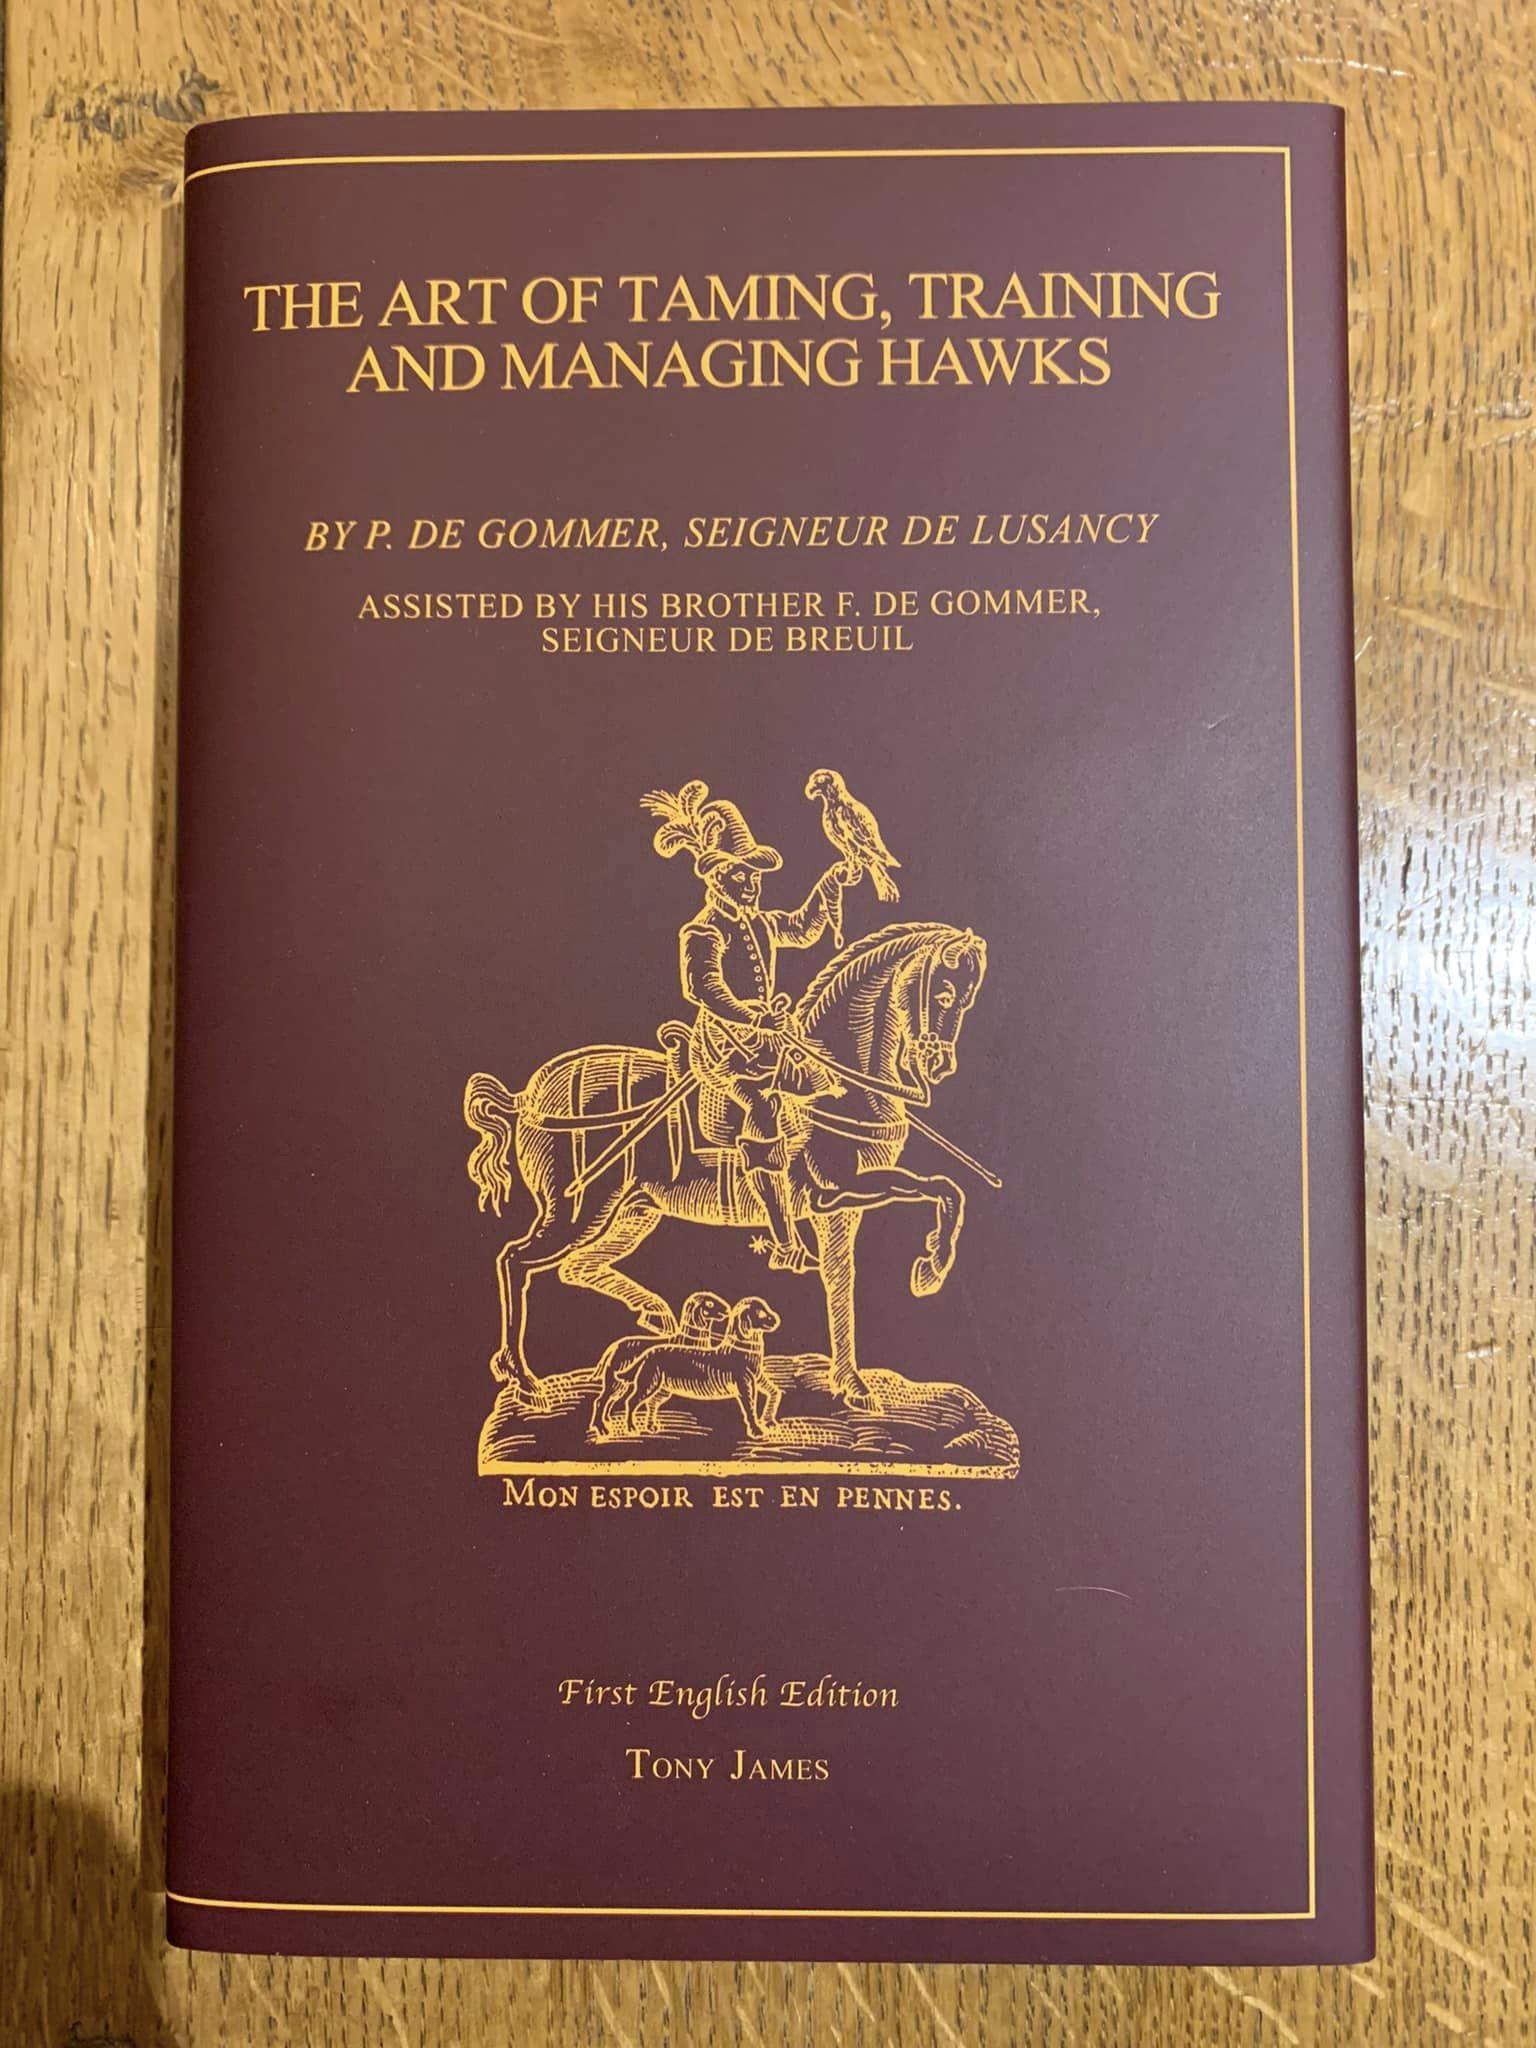 THE ART OF TAMING, TRAINING
AND MANAGING HAWKS
BY P. DE GOMMER, SEIGNEUR DE LUSANCY
ASSISTED BY HIS BROTHER F. DE GOMMER,
SEIGNEUR DE BREUIL
MON ESPOIR EST EN PENNES.
First English Edition
TONY JAMES